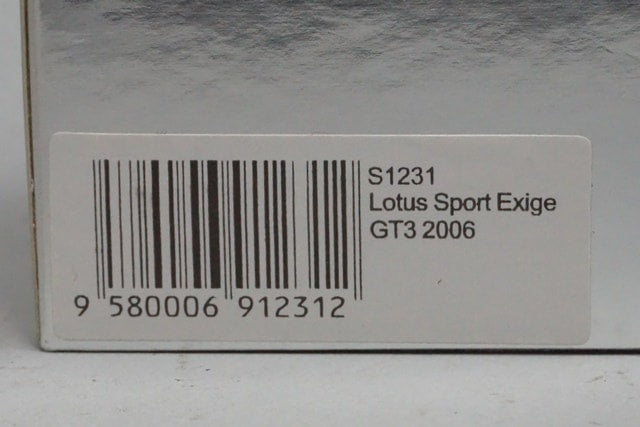 S1231
Lotus Sport Exige
GT3 2006
9 580006 912312